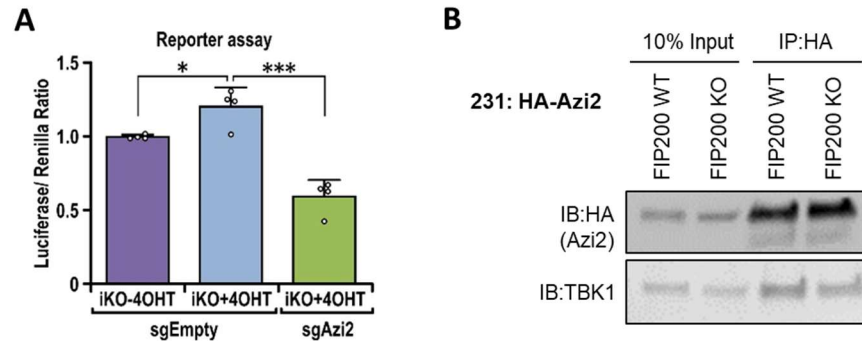 A
Reporter assay
Luciferase/ Renilla Ratio
1.5
1.0
0.5
0
*
***
iKO-4OHT
iKO+4OHT
iKO+4OHT
sgEmpty
sgAzi2
B
10% Input
IP:HA
231: HA-Azi2
FIP200 WT
FIP200 KO
FIP200 WT
FIP200 KO
IB:HA
(Azi2)
IB:TBK1